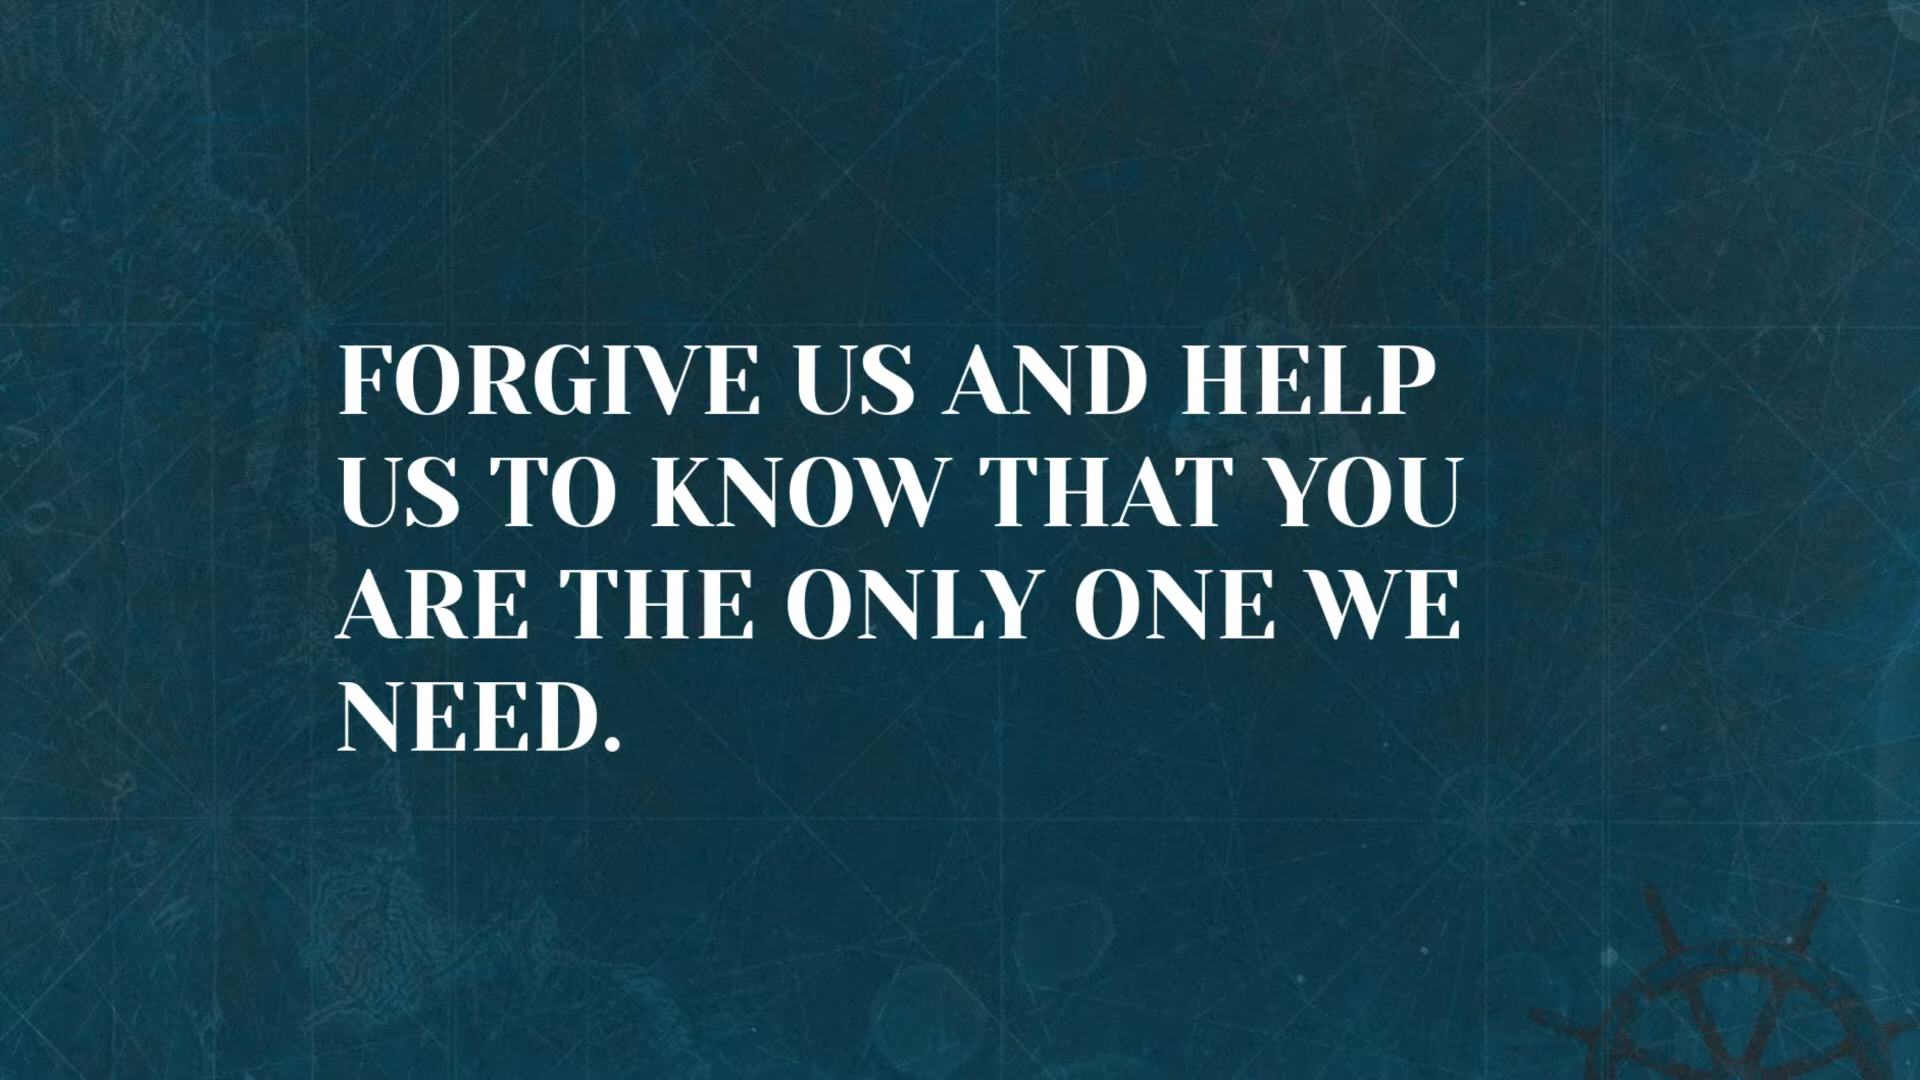 FORGIVE US AND HELP
US TO KNOW THAT YOU
ARE THE ONLY ONE WE
NEED.